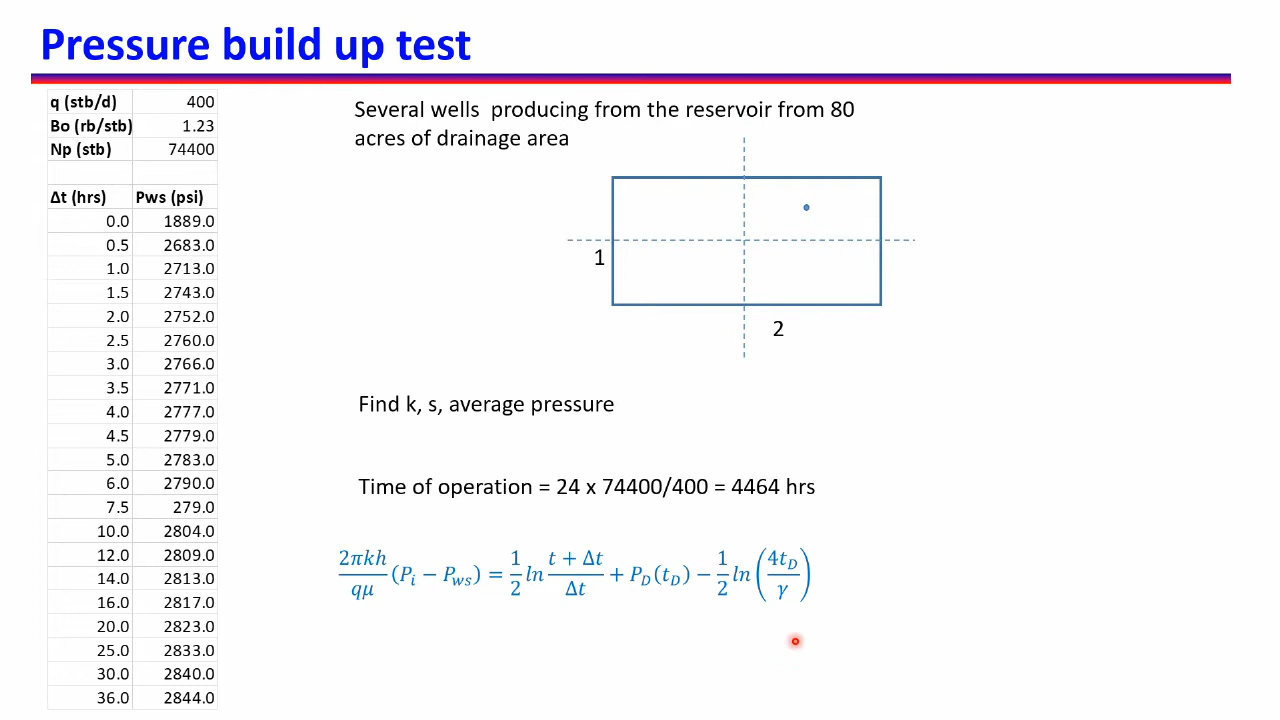 Pressure build up test
q (stb/d) 400
Bo (rb/stb) 1.23
Np (stb) 74400
Δt (hrs) Pws (psi)
0.0 1889.0
0.5 2683.0
1.0 2713.0
1.5 2743.0
2.0 2752.0
2.5 2760.0
3.0 2766.0
3.5 2771.0
4.0 2777.0
4.5 2779.0
5.0 2783.0
6.0 2790.0
7.5 279.0
10.0 2804.0
12.0 2809.0
14.0 2813.0
16.0 2817.0
20.0 2823.0
25.0 2833.0
30.0 2840.0
36.0 2844.0
Several wells producing from the reservoir from 80
acres of drainage area
1
2
Find k, s, average pressure
Time of operation = 24 x 74400/400 = 4464 hrs
2πkh/qμ (P_i − P_ws) = 1/2 ln (t + Δt)/Δt + P_D(t_D) − 1/2 ln (4t_D/γ)